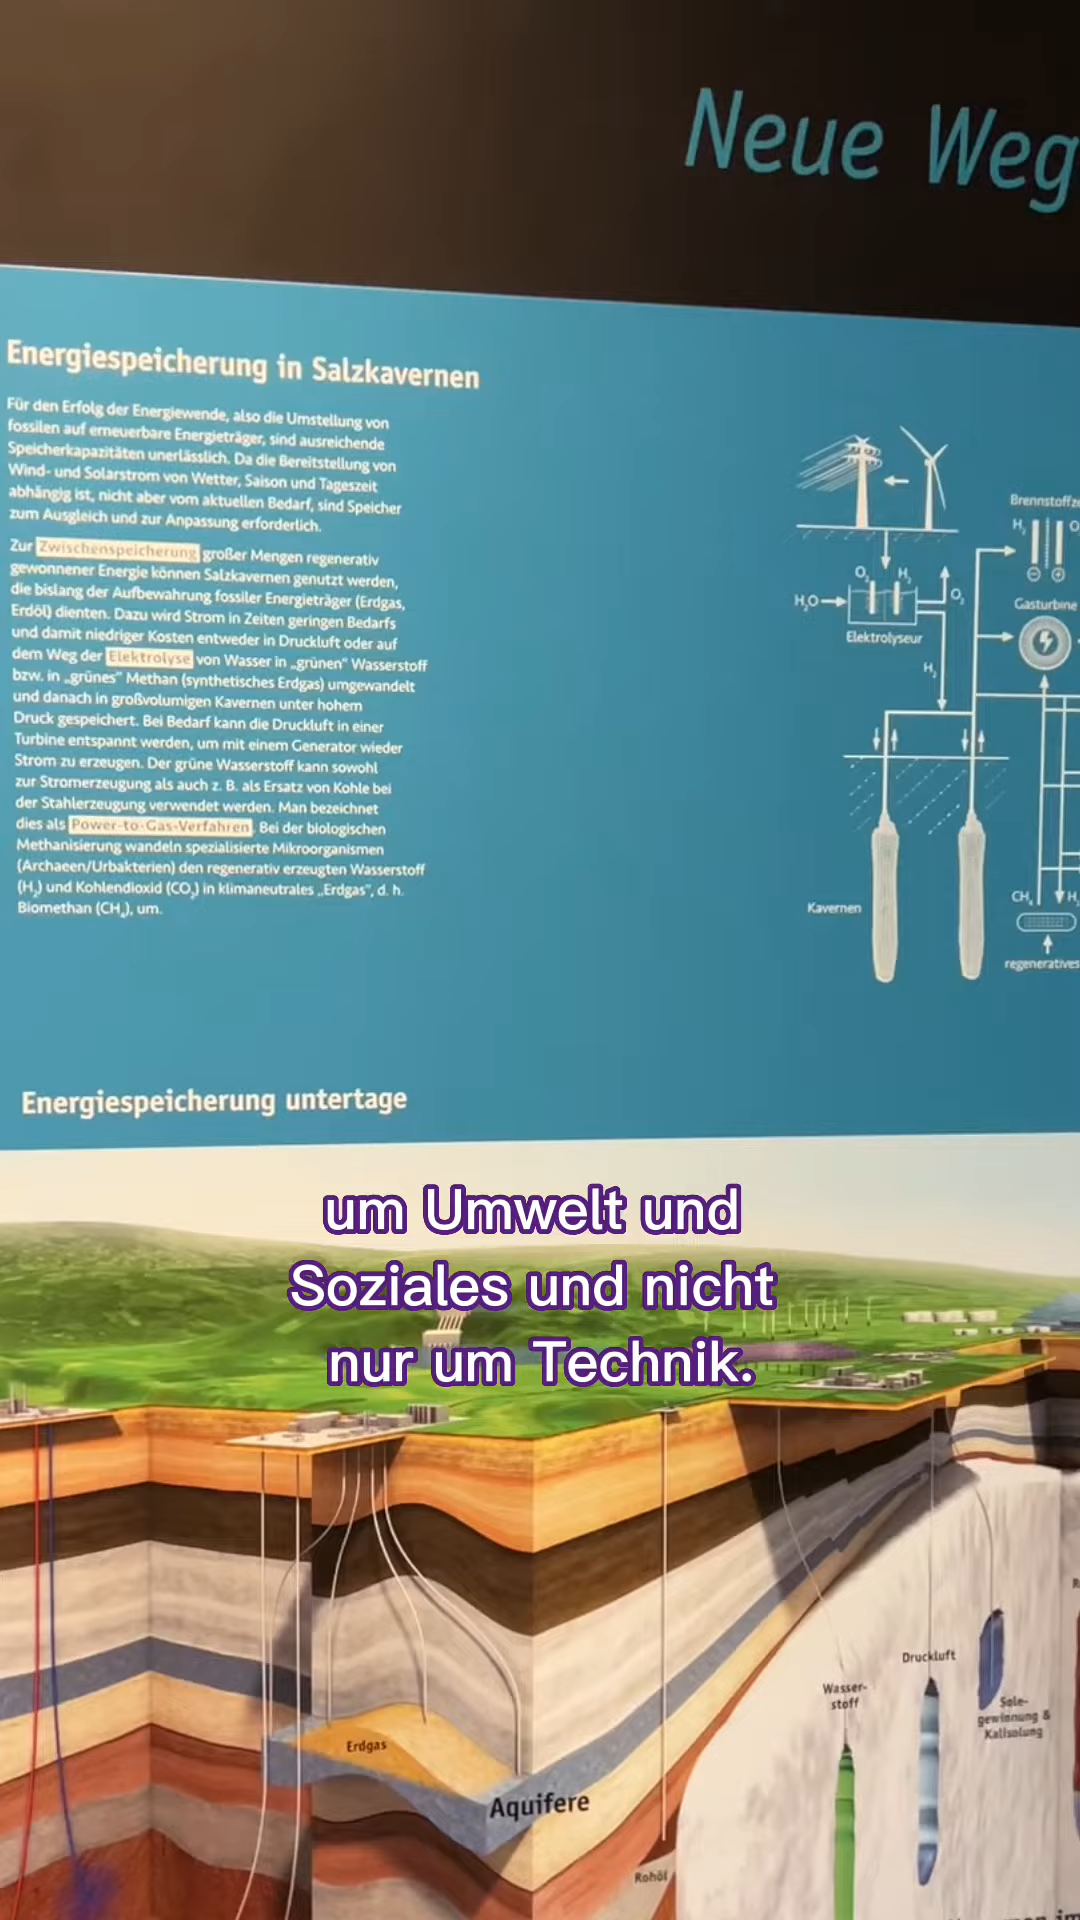 Neue Weg
Energiespeicherung in Salzkavernen
Für den Erfolg der Energiewende, also die Umstellung von
fossilen auf erneuerbare Energieträger, sind ausreichende
Speicherkapazitäten unerlässlich. Da die Bereitstellung von
Wind- und Solarstrom von Wetter, Saison und Tageszeit
abhängig ist, nicht aber vom aktuellen Bedarf, sind Speicher
zum Ausgleich und zur Anpassung erforderlich.
Zur Zwischenspeicherung großer Mengen regenerativ
gewonnener Energie können Salzkavernen genutzt werden,
die bislang der Aufbewahrung fossiler Energieträger (Erdgas,
Erdöl) dienten. Dazu wird Strom in Zeiten geringen Bedarfs
und damit niedriger Kosten entweder in Druckluft oder auf
dem Weg der Elektrolyse von Wasser in „grünen" Wasserstoff
bzw. in „grünes" Methan (synthetisches Erdgas) umgewandelt
und danach in großvolumigen Kavernen unter hohem
Druck gespeichert. Bei Bedarf kann die Druckluft in einer
Turbine entspannt werden, um mit einem Generator wieder
Strom zu erzeugen. Der grüne Wasserstoff kann sowohl
zur Stromerzeugung als auch z. B. als Ersatz von Kohle bei
der Stahlerzeugung verwendet werden. Man bezeichnet
dies als Power-to-Gas-Verfahren. Bei der biologischen
Methanisierung wandeln spezialisierte Mikroorganismen
(Archaeen/Urbakterien) den regenerativ erzeugten Wasserstoff
(H₂) und Kohlendioxid (CO₂) in klimaneutrales „Erdgas", d. h.
Biomethan (CH₄), um.
Brennstoffze
H₂ O
O₂ H₂
H₂O
O₂
Elektrolyseur
Gasturbine
H₂
Kavernen
CH₄ H
regeneratives
Energiespeicherung untertage
um Umwelt und
Soziales und nicht
nur um Technik.
Druckluft
Wasser-
stoff
Sole-
gewinnung &
Kalisolung
Erdgas
Aquifere
Rohöl